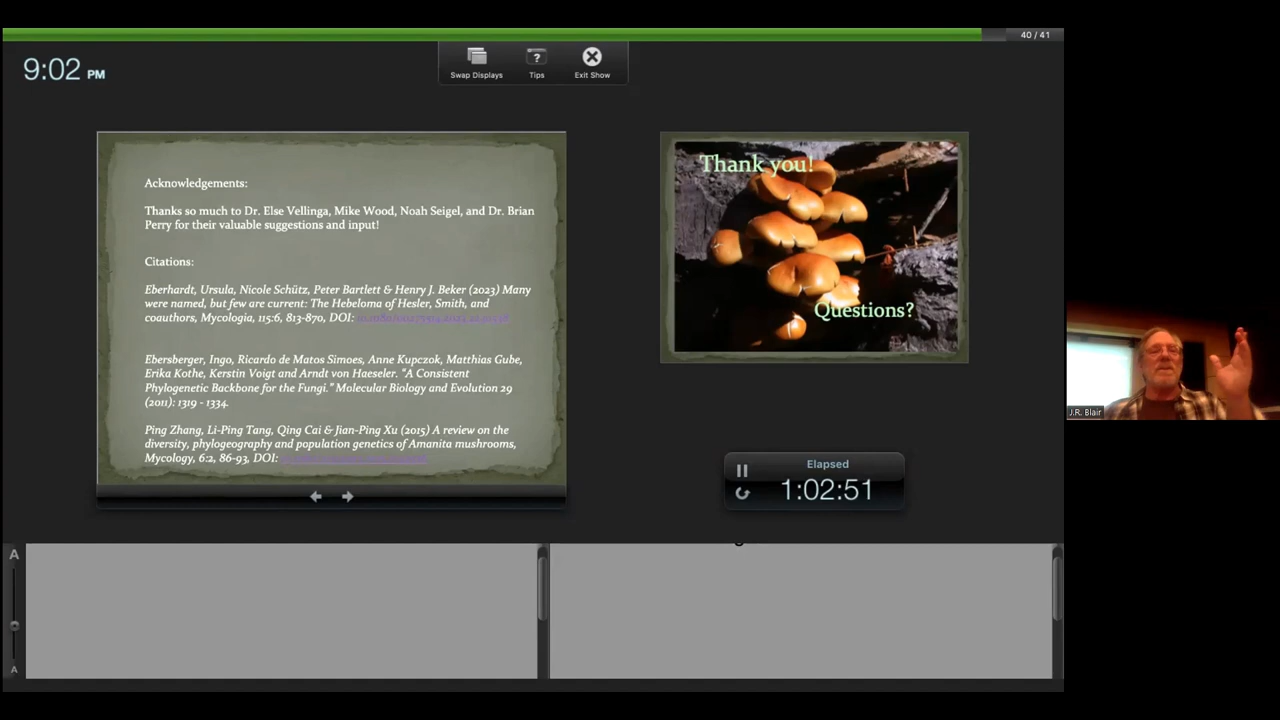 40 / 41
9:02 PM
Swap Displays
Tips
Exit Show
Acknowledgements:
Thanks so much to Dr. Else Vellinga, Mike Wood, Noah Seigel, and Dr. Brian
Perry for their valuable suggestions and input!
Citations:
Eberhardt, Ursula, Nicole Schütz, Peter Bartlett & Henry J. Beker (2023) Many
were named, but few are current: The Hebeloma of Hesler, Smith, and
coauthors, Mycologia, 115:6, 813-870, DOI:
Ebersberger, Ingo, Ricardo de Matos Simoes, Anne Kupczok, Matthias Gube,
Erika Kothe, Kerstin Voigt and Arndt von Haeseler. “A Consistent
Phylogenetic Backbone for the Fungi.” Molecular Biology and Evolution 29
(2011): 1319 - 1334.
Ping Zhang, Li-Ping Tang, Qing Cai & Jian-Ping Xu (2015) A review on the
diversity, phylogeography and population genetics of Amanita mushrooms,
Mycology, 6:2, 86-93, DOI:
Thank you!
Questions?
J.R. Blair
Elapsed
1:02:51
A
A